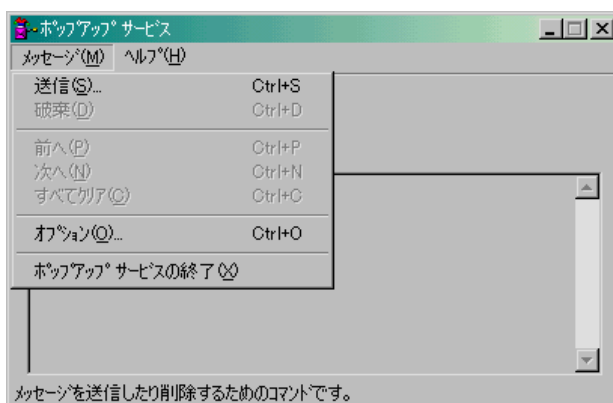 ﾎﾟｯﾌﾟｱｯﾌﾟ ｻｰﾋﾞｽ
ﾒｯｾｰｼﾞ(M) ﾍﾙﾌﾟ(H)
送信(S)... Ctrl+S
破棄(D) Ctrl+D
前へ(P) Ctrl+P
次へ(N) Ctrl+N
すべてｸﾘｱ(C) Ctrl+C
ｵﾌﾟｼｮﾝ(O)... Ctrl+O
ﾎﾟｯﾌﾟｱｯﾌﾟ ｻｰﾋﾞｽの終了(X)
ﾒｯｾｰｼﾞを送信したり削除するためのｺﾏﾝﾄﾞです。